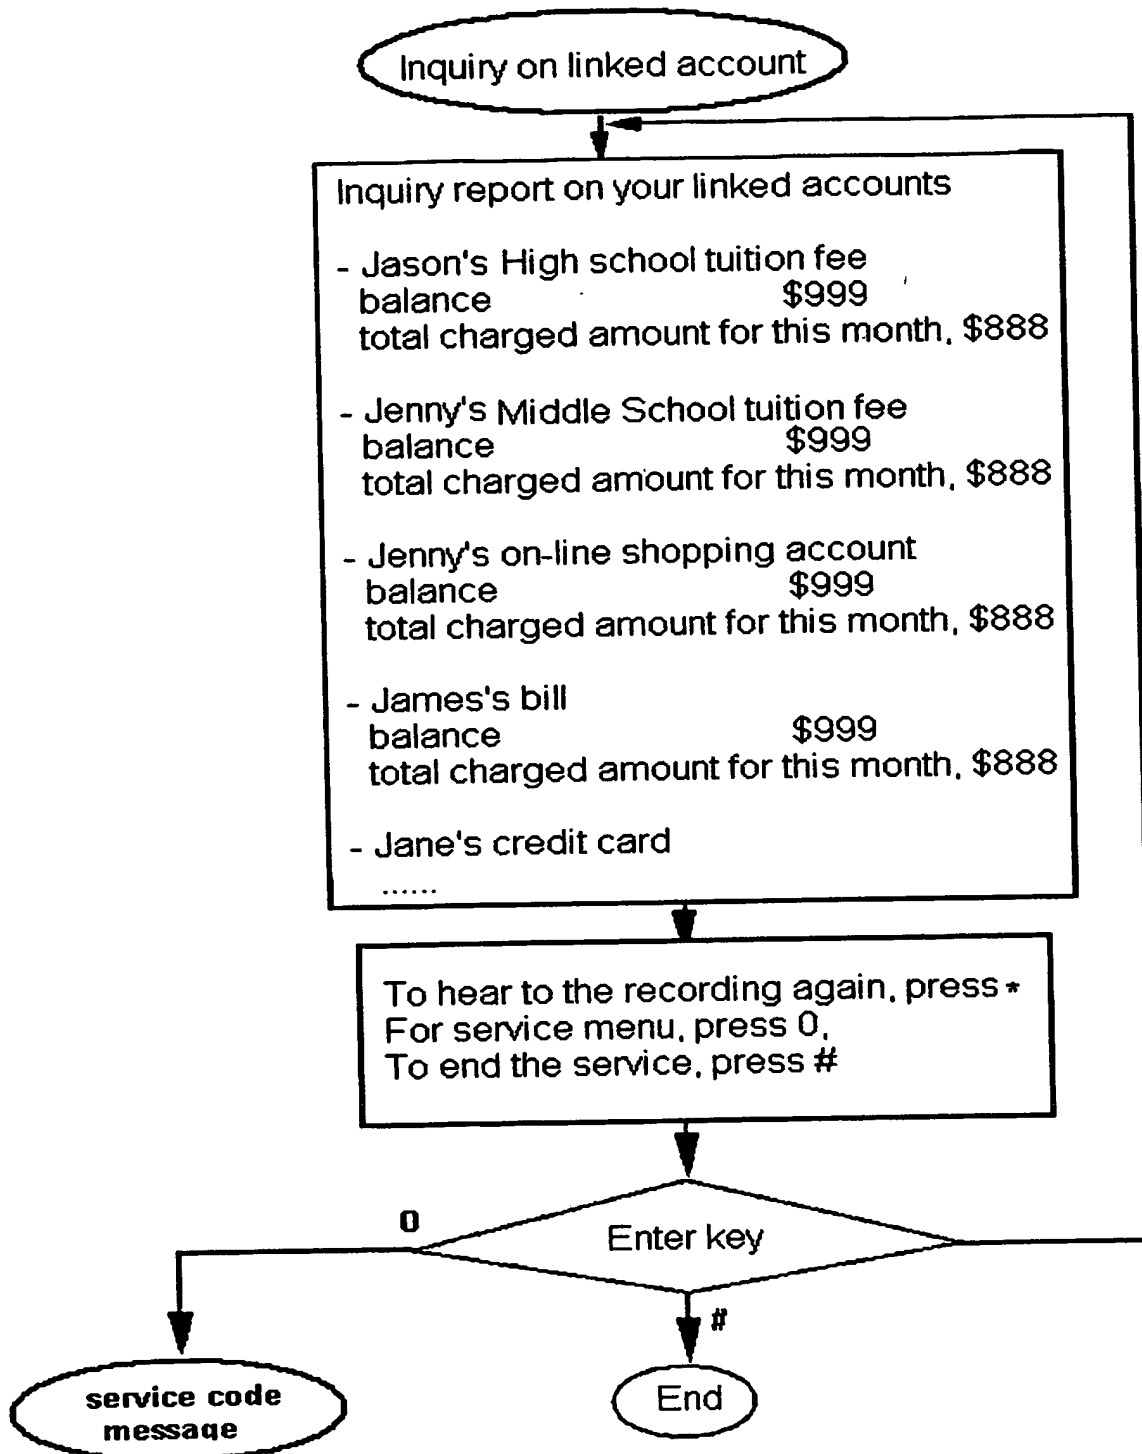 Inquiry on linked account
Inquiry report on your linked accounts
- Jason's High school tuition fee
balance $999
total charged amount for this month, $888
- Jenny's Middle School tuition fee
balance $999
total charged amount for this month, $888
- Jenny's on-line shopping account
balance $999
total charged amount for this month, $888
- James's bill
balance $999
total charged amount for this month, $888
- Jane's credit card
......
To hear to the recording again, press *
For service menu, press 0,
To end the service, press #
0
Enter key
#
service code
message
End